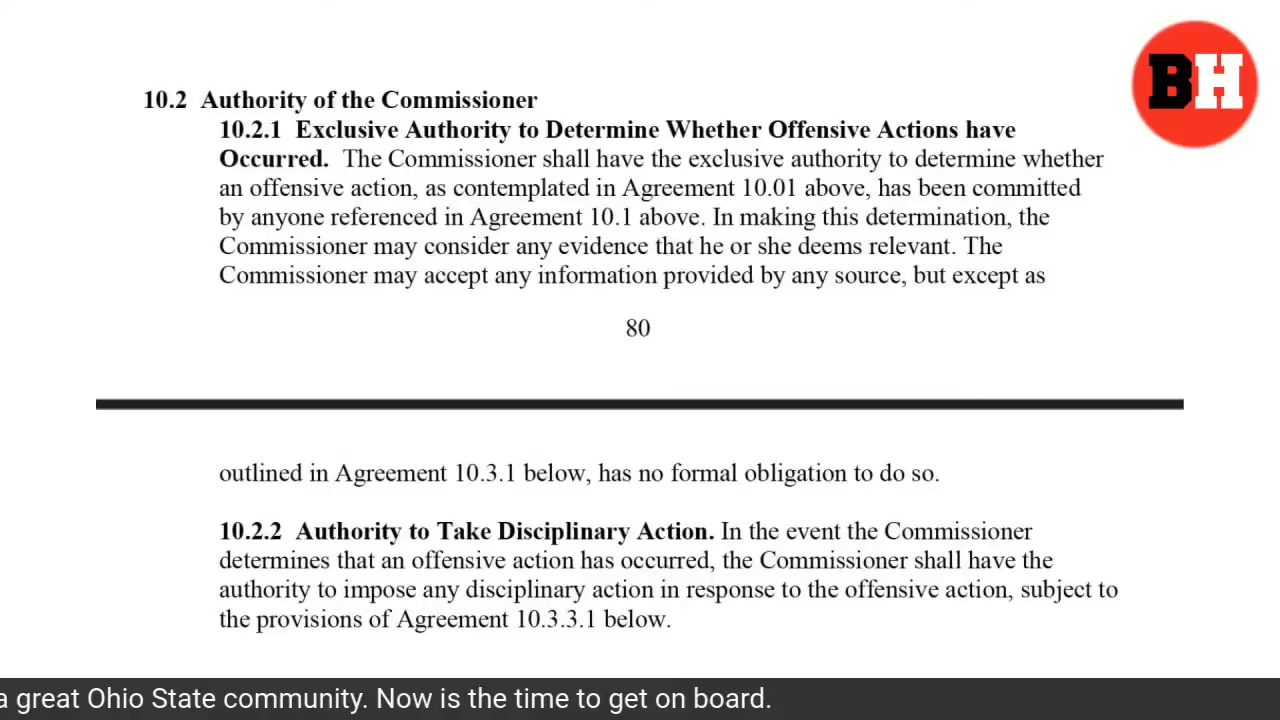 BH
10.2 Authority of the Commissioner
10.2.1 Exclusive Authority to Determine Whether Offensive Actions have
Occurred. The Commissioner shall have the exclusive authority to determine whether
an offensive action, as contemplated in Agreement 10.01 above, has been committed
by anyone referenced in Agreement 10.1 above. In making this determination, the
Commissioner may consider any evidence that he or she deems relevant. The
Commissioner may accept any information provided by any source, but except as
80
outlined in Agreement 10.3.1 below, has no formal obligation to do so.
10.2.2 Authority to Take Disciplinary Action. In the event the Commissioner
determines that an offensive action has occurred, the Commissioner shall have the
authority to impose any disciplinary action in response to the offensive action, subject to
the provisions of Agreement 10.3.3.1 below.
a great Ohio State community. Now is the time to get on board.